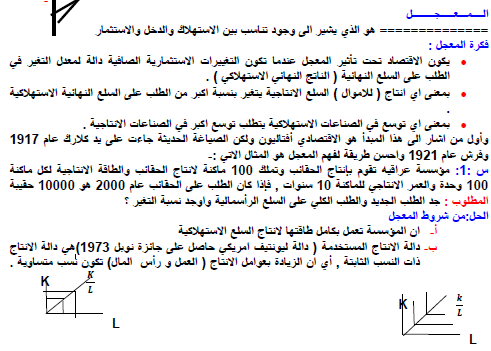 المـــعـــجـــــل
============== هو الذي يشير الى وجود تناسب بين الاستهلاك والدخل والاستثمار
فكرة المعجل :
يكون الاقتصاد تحت تأثير المعجل عندما تكون التغييرات الاستثمارية الصافية دالة لمعدل التغير في
الطلب على السلع النهائية ( الناتج النهائي الاستهلاكي ) .
بمعنى اي انتاج ( للاموال ) السلع الانتاجية يتغير بنسبة اكبر من الطلب على السلع النهائية الاستهلاكية
.
بمعنى اي توسع في الصناعات الاستهلاكية يتطلب توسع اكبر في الصناعات الانتاجية .
وأول من اشار الى هذا المبدأ هو الاقتصادي أفتاليون ولكن الصياغة الحديثة جاءت على يد كلارك عام 1917
وفرش عام 1921 واحسن طريقة لفهم المعجل هو المثال الاتي :-
س :1: مؤسسة عراقية تقوم بإنتاج الحقائب وتملك 100 ماكنة لانتاج الحقائب والطاقة الانتاجية لكل ماكنة
100 وحدة والعمر الانتاجي للماكنة 10 سنوات , فإذا كان الطلب على الحقائب عام 2000 هو 10000 حقيبة
المطلوب : جد الطلب الجديد والطلب الكلي على السلع الرأسمالية واوجد نسبة التغير ؟
الحل:من شروط المعجل
أ- ان المؤسسة تعمل بكامل طاقتها لانتاج السلع الاستهلاكية
ب- دالة الانتاج المستخدمة ( دالة ليونتيف امريكي حاصل على جائزة نوبل 1973)هي دالة الانتاج
ذات النسب الثابتة , أي ان الزيادة بعوامل الانتاج ( العمل و رأس المال) تكون نسب متساوية .
K
K/L
L
K
k/L
L